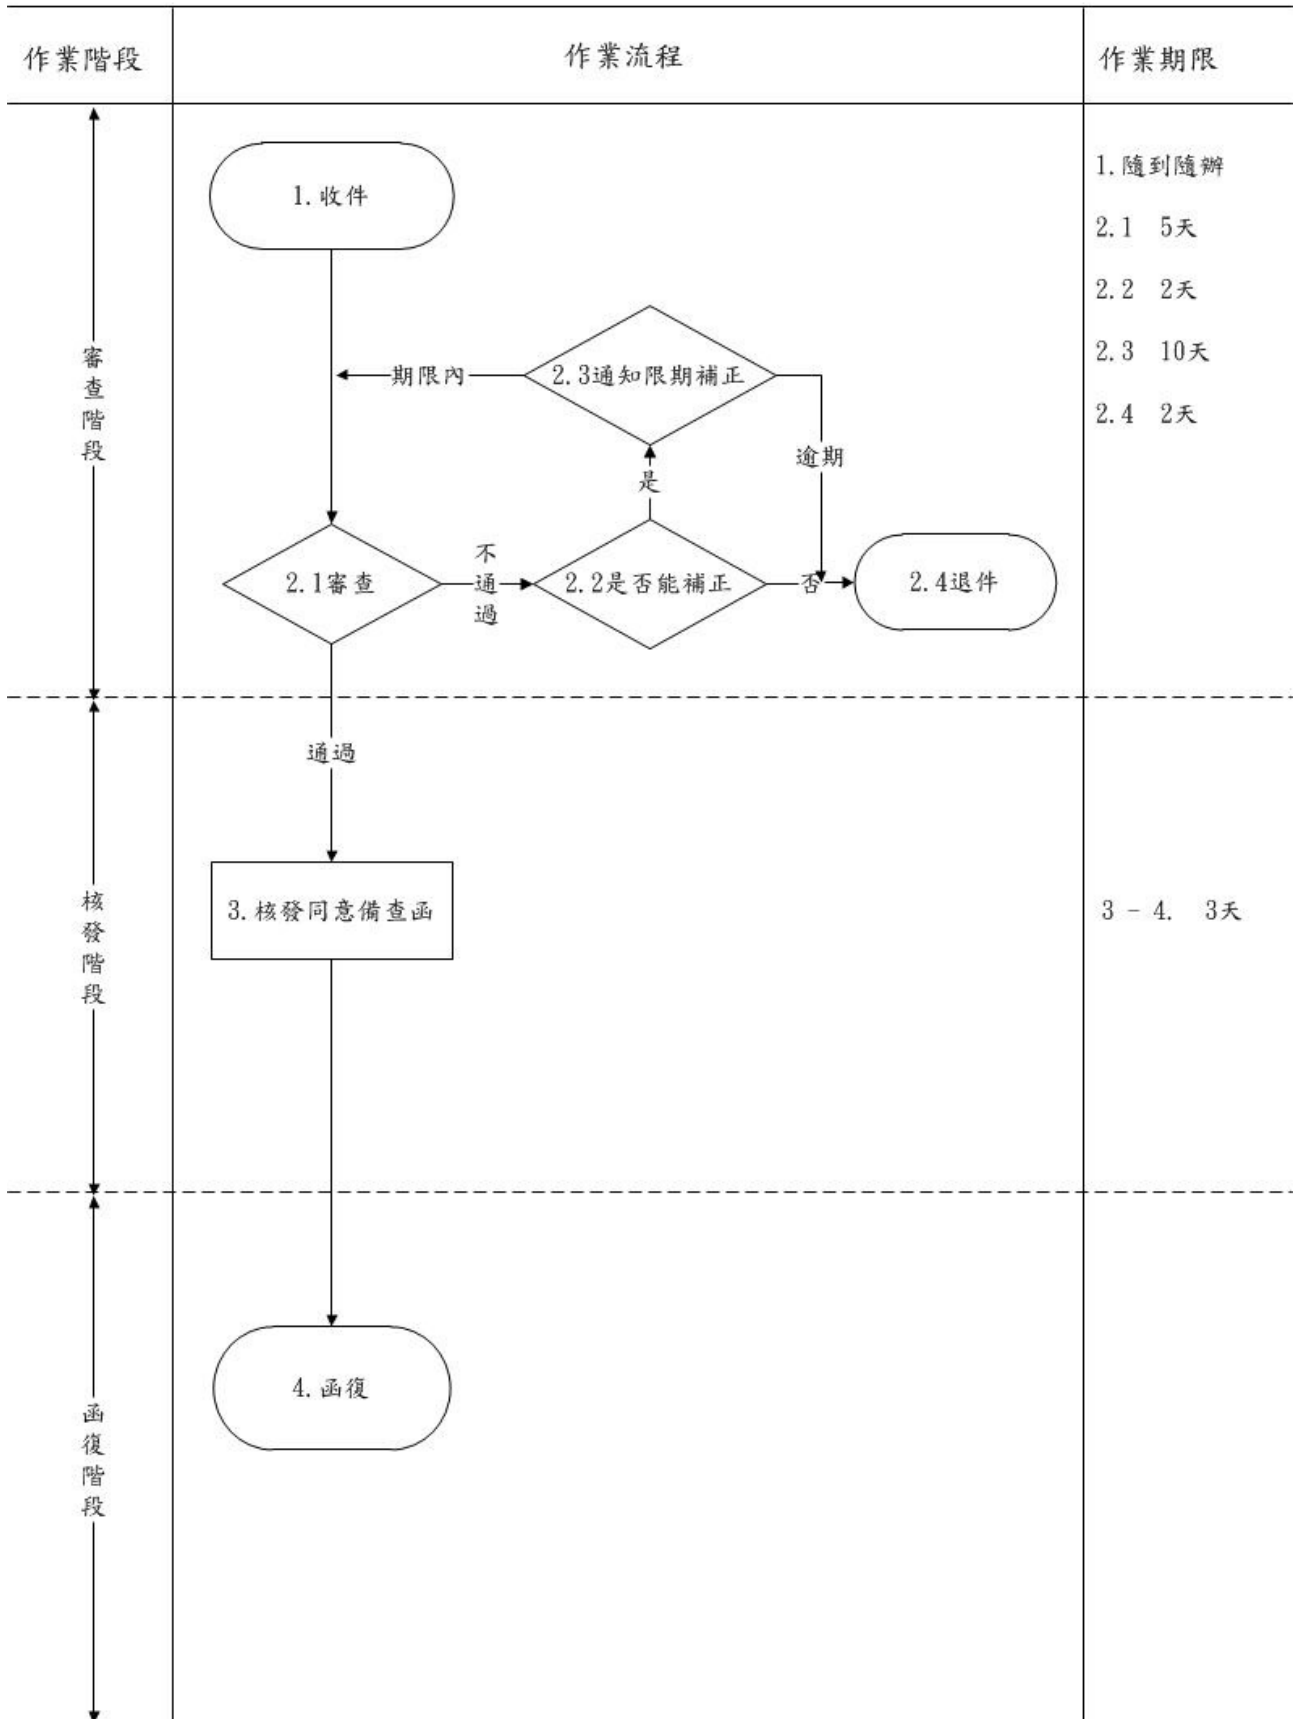 作業階段
作業流程
作業期限
審查階段
1.收件
2.3通知限期補正
期限內
逾期
是
2.1審查
不通過
2.2是否能補正
否
2.4退件
1.隨到隨辦
2.1 5天
2.2 2天
2.3 10天
2.4 2天
核發階段
通過
3.核發同意備查函
3 - 4. 3天
函復階段
4.函復